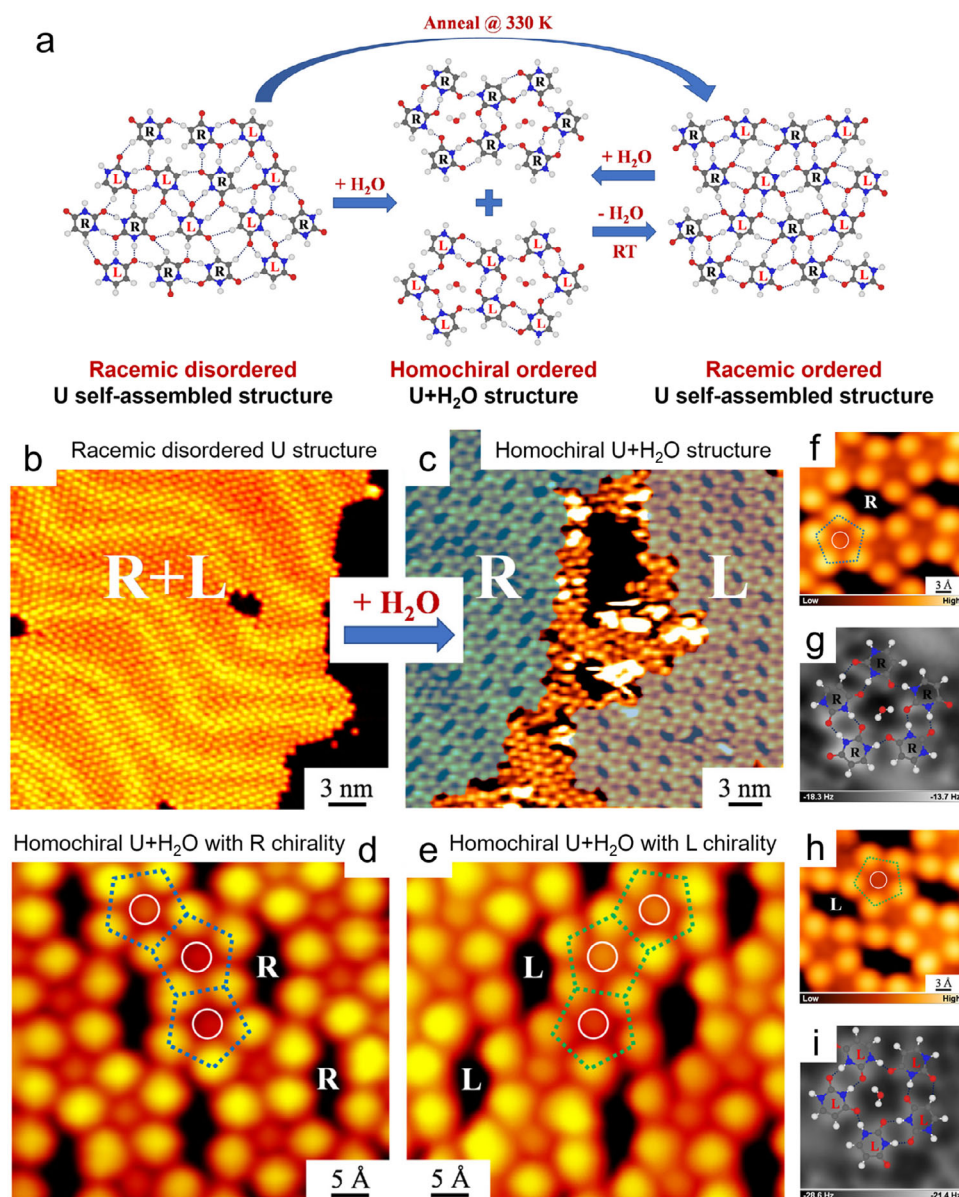 a
Anneal @ 330 K
R
R
R
R
R
R
R
R
R
L
L
L
R
L
R
R
L
L
R
L
R
R
L
+ H₂O
+
+ H₂O
- H₂O
RT
L
L
L
L
L
L
L
L
R
L
R
L
R
L
R
L
R
L
R
L
R
L
R
L
Racemic disordered
U self-assembled structure
Homochiral ordered
U+H₂O structure
Racemic ordered
U self-assembled structure
b
Racemic disordered U structure
R+L
+ H₂O
3 nm
c
Homochiral U+H₂O structure
R
L
3 nm
f
R
3 Å
Low
High
g
R
R
R
R
R
-18.3 Hz
-13.7 Hz
Homochiral U+H₂O with R chirality
d
R
R
5 Å
e
Homochiral U+H₂O with L chirality
L
L
5 Å
h
L
3 Å
Low
High
i
L
L
L
L
L
-28.6 Hz
-21.4 Hz